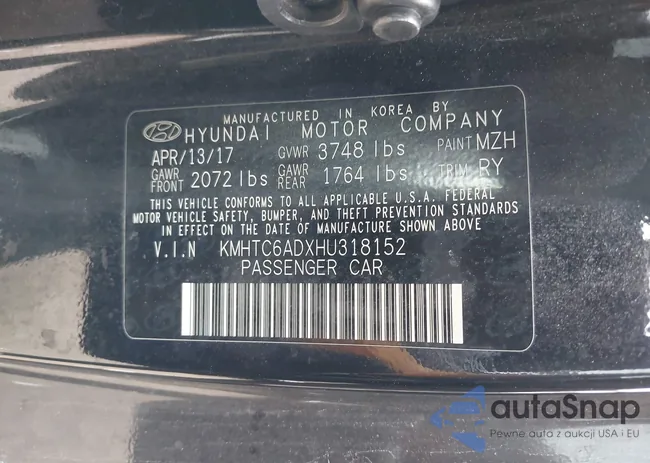 MANUFACTURED IN KOREA BY
HYUNDAI MOTOR COMPANY
APR/13/17 GVWR 3748 lbs PAINT MZH
GAWR FRONT 2072 lbs GAWR REAR 1764 lbs TRIM RY
THIS VEHICLE CONFORMS TO ALL APPLICABLE U.S.A. FEDERAL
MOTOR VEHICLE SAFETY, BUMPER, AND THEFT PREVENTION STANDARDS
IN EFFECT ON THE DATE OF MANUFACTURE SHOWN ABOVE
V.I.N KMHTC6ADXHU318152
PASSENGER CAR
autaSnap
Pewne auta z aukcji USA i EU